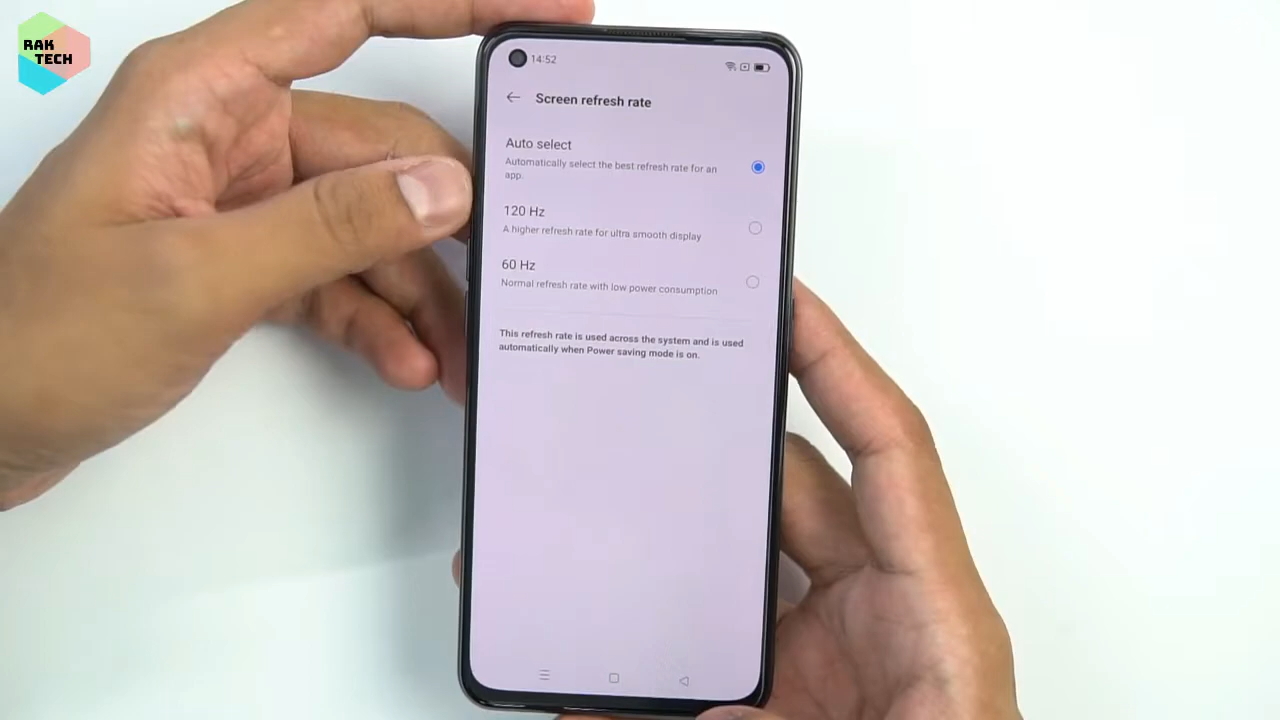 RAK
TECH
14:52
Screen refresh rate
Auto select
Automatically select the best refresh rate for an
app.
120 Hz
A higher refresh rate for ultra smooth display
60 Hz
Normal refresh rate with low power consumption
This refresh rate is used across the system and is used
automatically when Power saving mode is on.